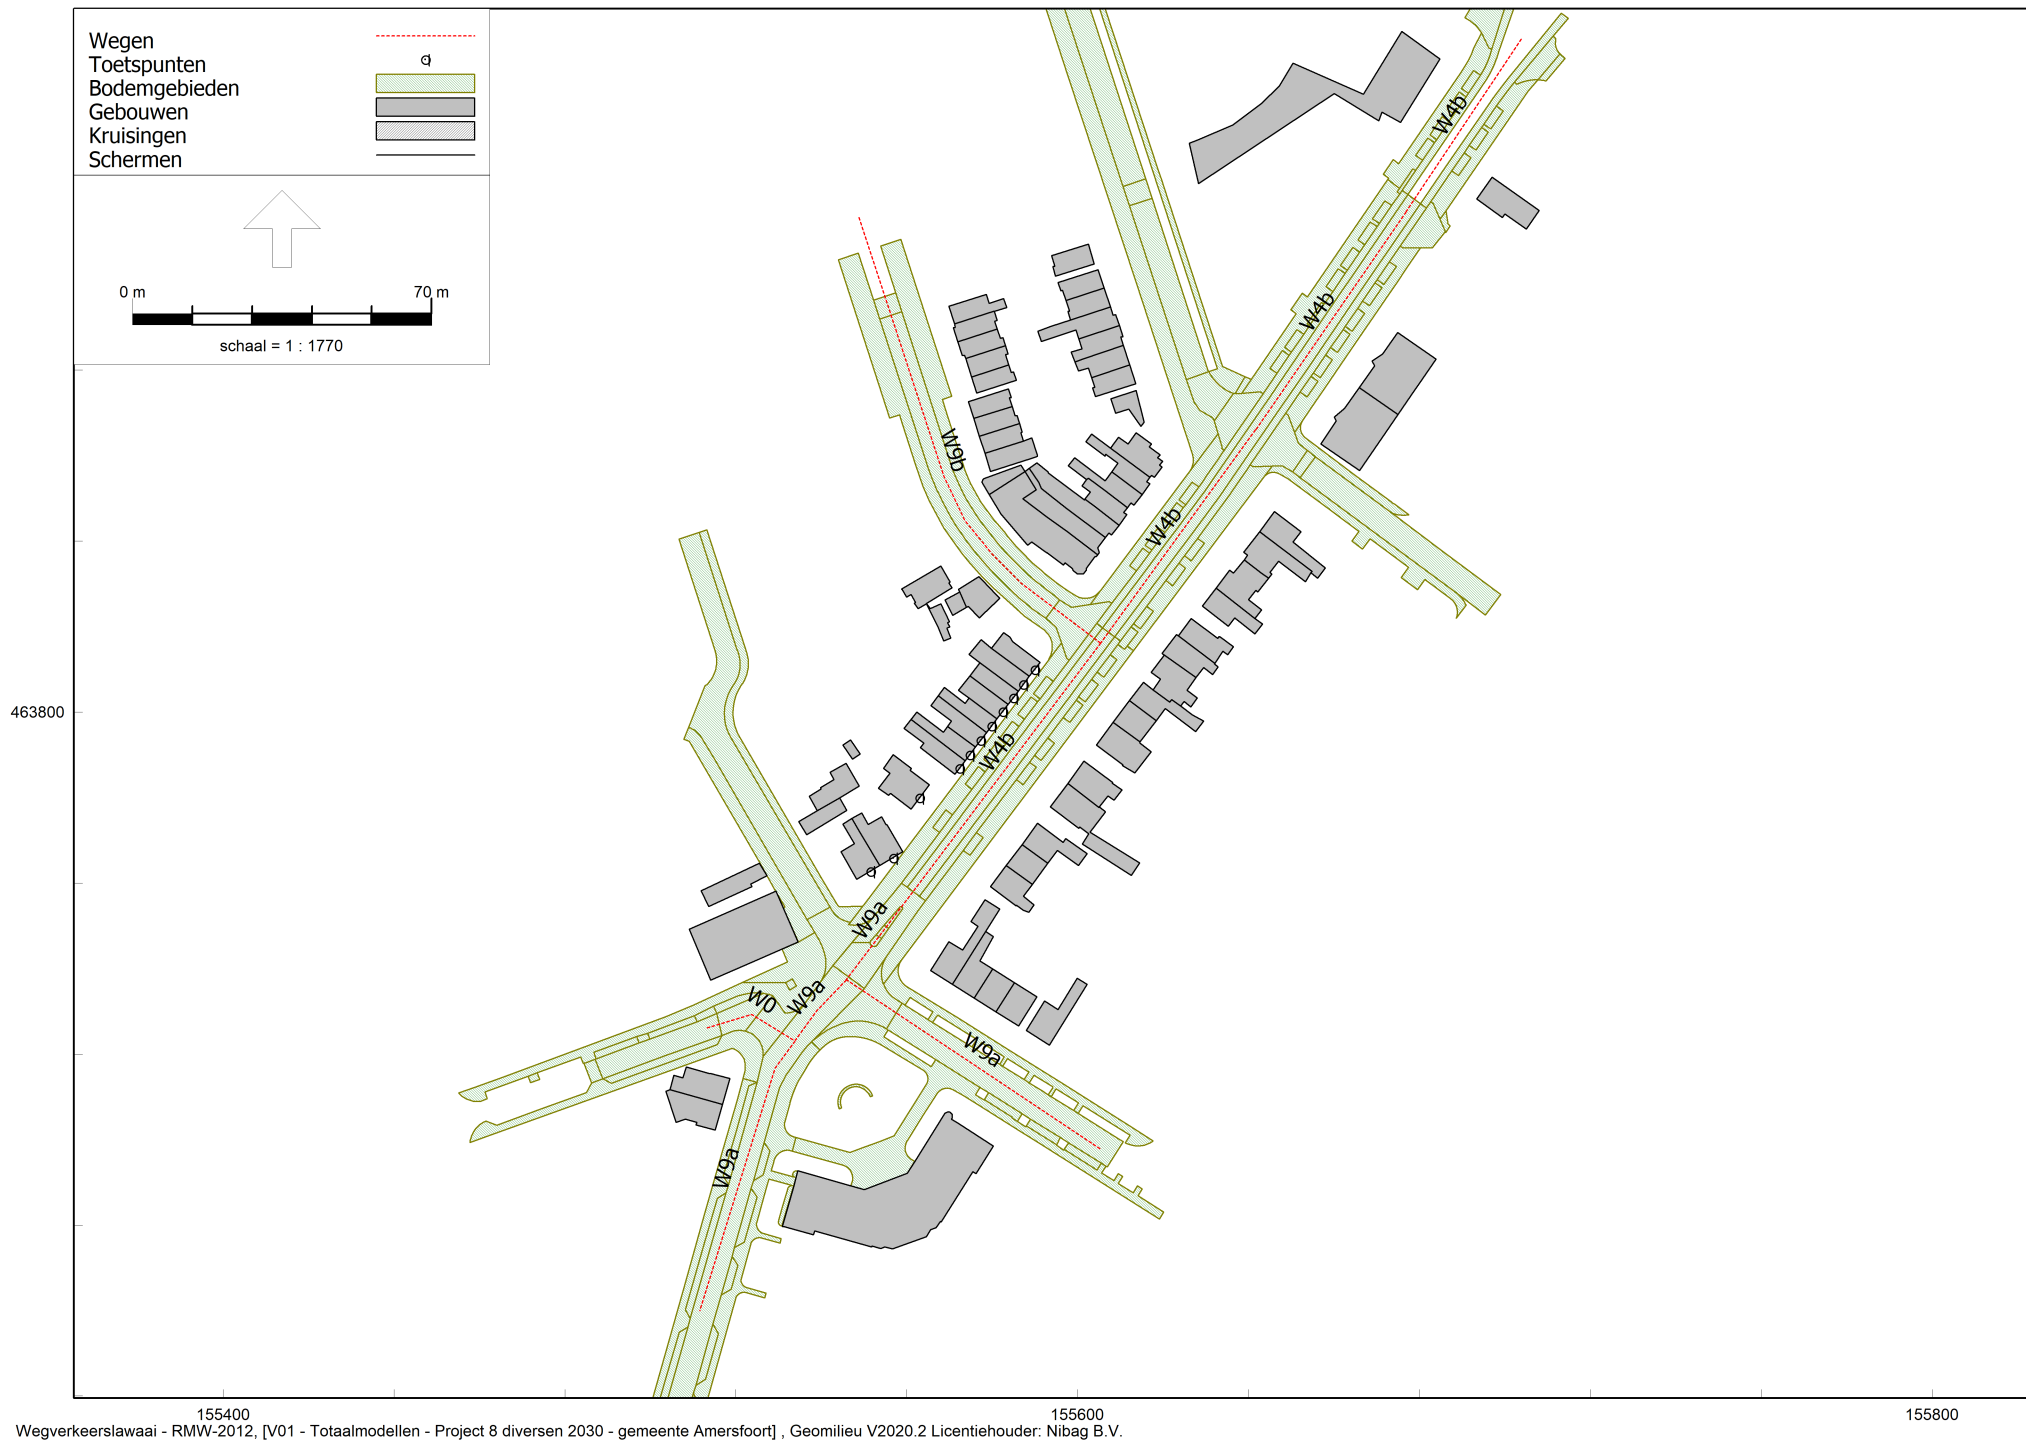 Wegen
Toetspunten
Bodemgebieden
Gebouwen
Kruisingen
Schermen
0 m 70 m
schaal = 1 : 1770
W4b
W4b
W9b
W4b
463800
W4b
W9a
W0
W9a
W9a
W9a
155400 155600 155800
Wegverkeerslawaai - RMW-2012, [V01 - Totaalmodellen - Project 8 diversen 2030 - gemeente Amersfoort] , Geomilieu V2020.2 Licentiehouder: Nibag B.V.